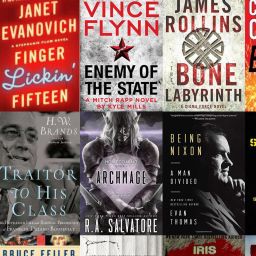 JANET
EVANOVICH
A STEPHANIE PLUM NOVEL
FINGER
Lickin'
FIFTEEN
VINCE
FLYNN
ENEMY OF
THE STATE
A MITCH RAPP NOVEL
BY KYLE MILLS
JAMES
ROLLINS
THE
BONE
LABYRINTH
A SIGMA FORCE NOVEL
H. W.
BRANDS
TRAITOR
TO HIS
CLASS
ARCHMAGE
R.A. SALVATORE
BEING
NIXON
A MAN
DIVIDED
EVAN
THOMAS
BRUCE FEILER
IRIS